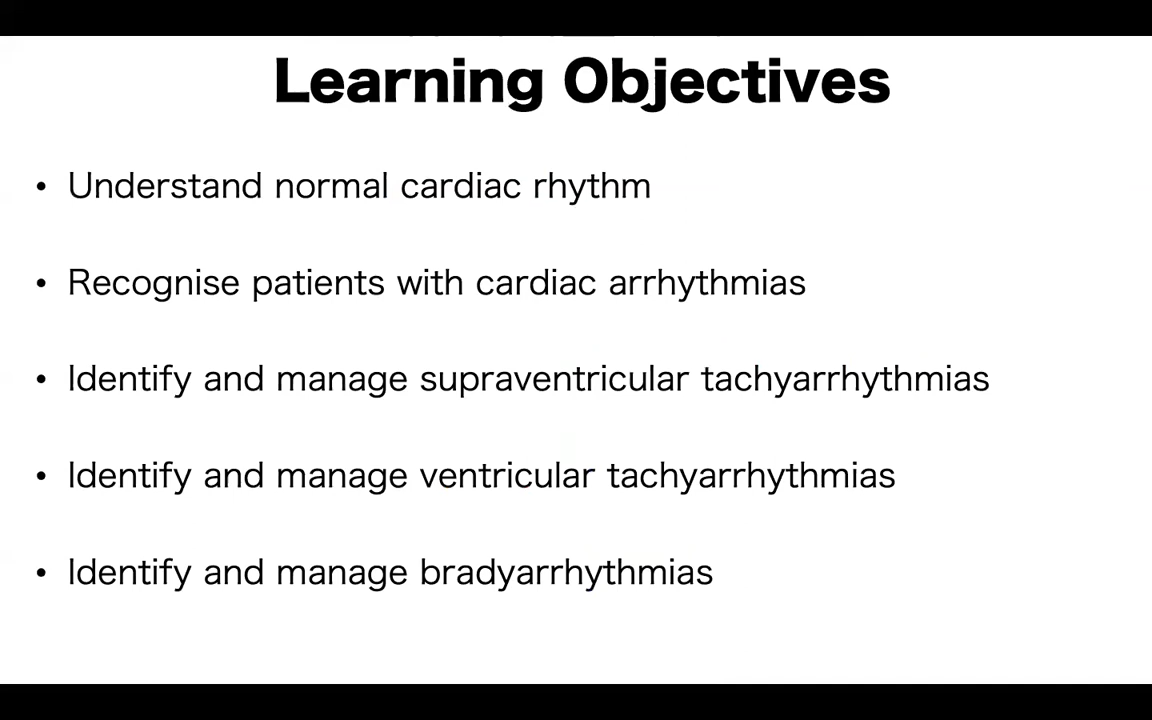 Learning Objectives
• Understand normal cardiac rhythm
• Recognise patients with cardiac arrhythmias
• Identify and manage supraventricular tachyarrhythmias
• Identify and manage ventricular tachyarrhythmias
• Identify and manage bradyarrhythmias